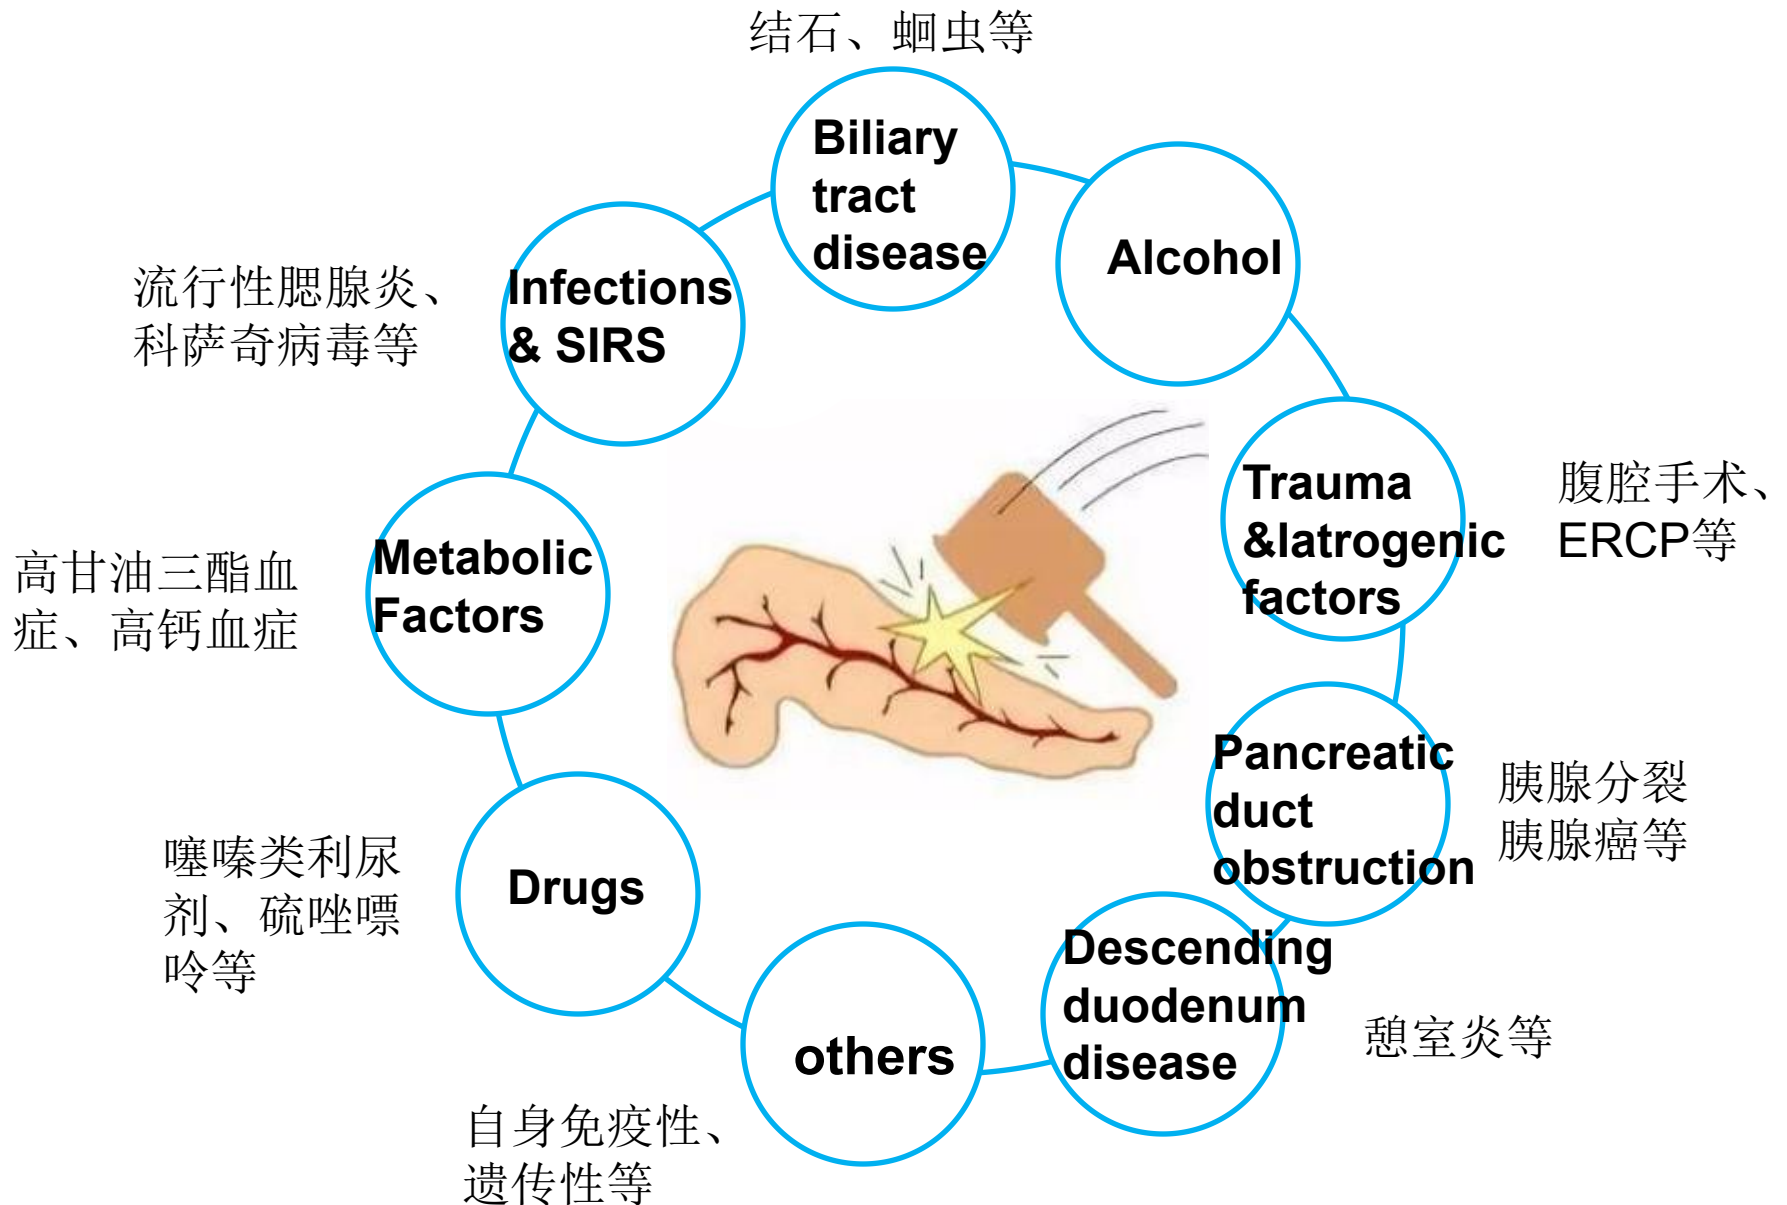 结石、蛔虫等
Biliary
tract
disease
Alcohol
Trauma
&Iatrogenic
factors
腹腔手术、
ERCP等
Pancreatic
duct
obstruction
胰腺分裂
胰腺癌等
Descending
duodenum
disease
憩室炎等
others
自身免疫性、
遗传性等
Drugs
噻嗪类利尿
剂、硫唑嘌
呤等
Metabolic
Factors
高甘油三酯血
症、高钙血症
Infections
& SIRS
流行性腮腺炎、
科萨奇病毒等